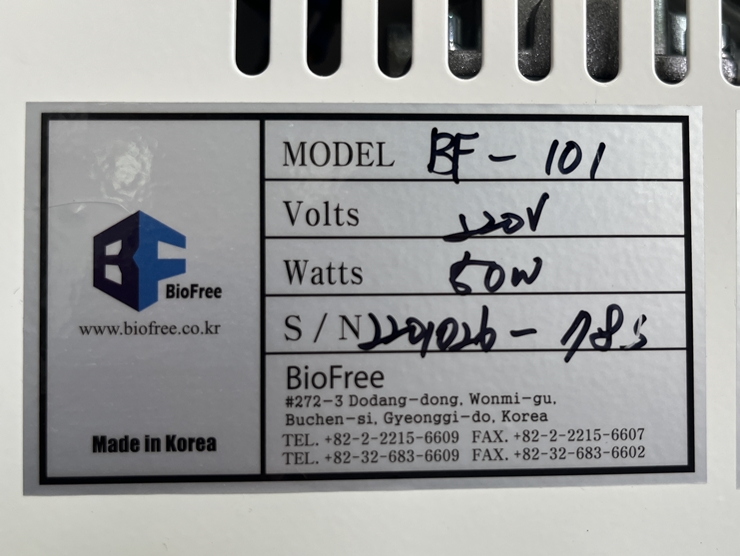 BF
BioFree
www.biofree.co.kr
Made in Korea
MODEL BF-101
Volts 220V
Watts 50W
S/N
BioFree
#272-3 Dodang-dong, Wonmi-gu,
Buchen-si, Gyeonggi-do, Korea
TEL. +82-2-2215-6609 FAX. +82-2-2215-6607
TEL. +82-32-683-6609 FAX. +82-32-683-6602